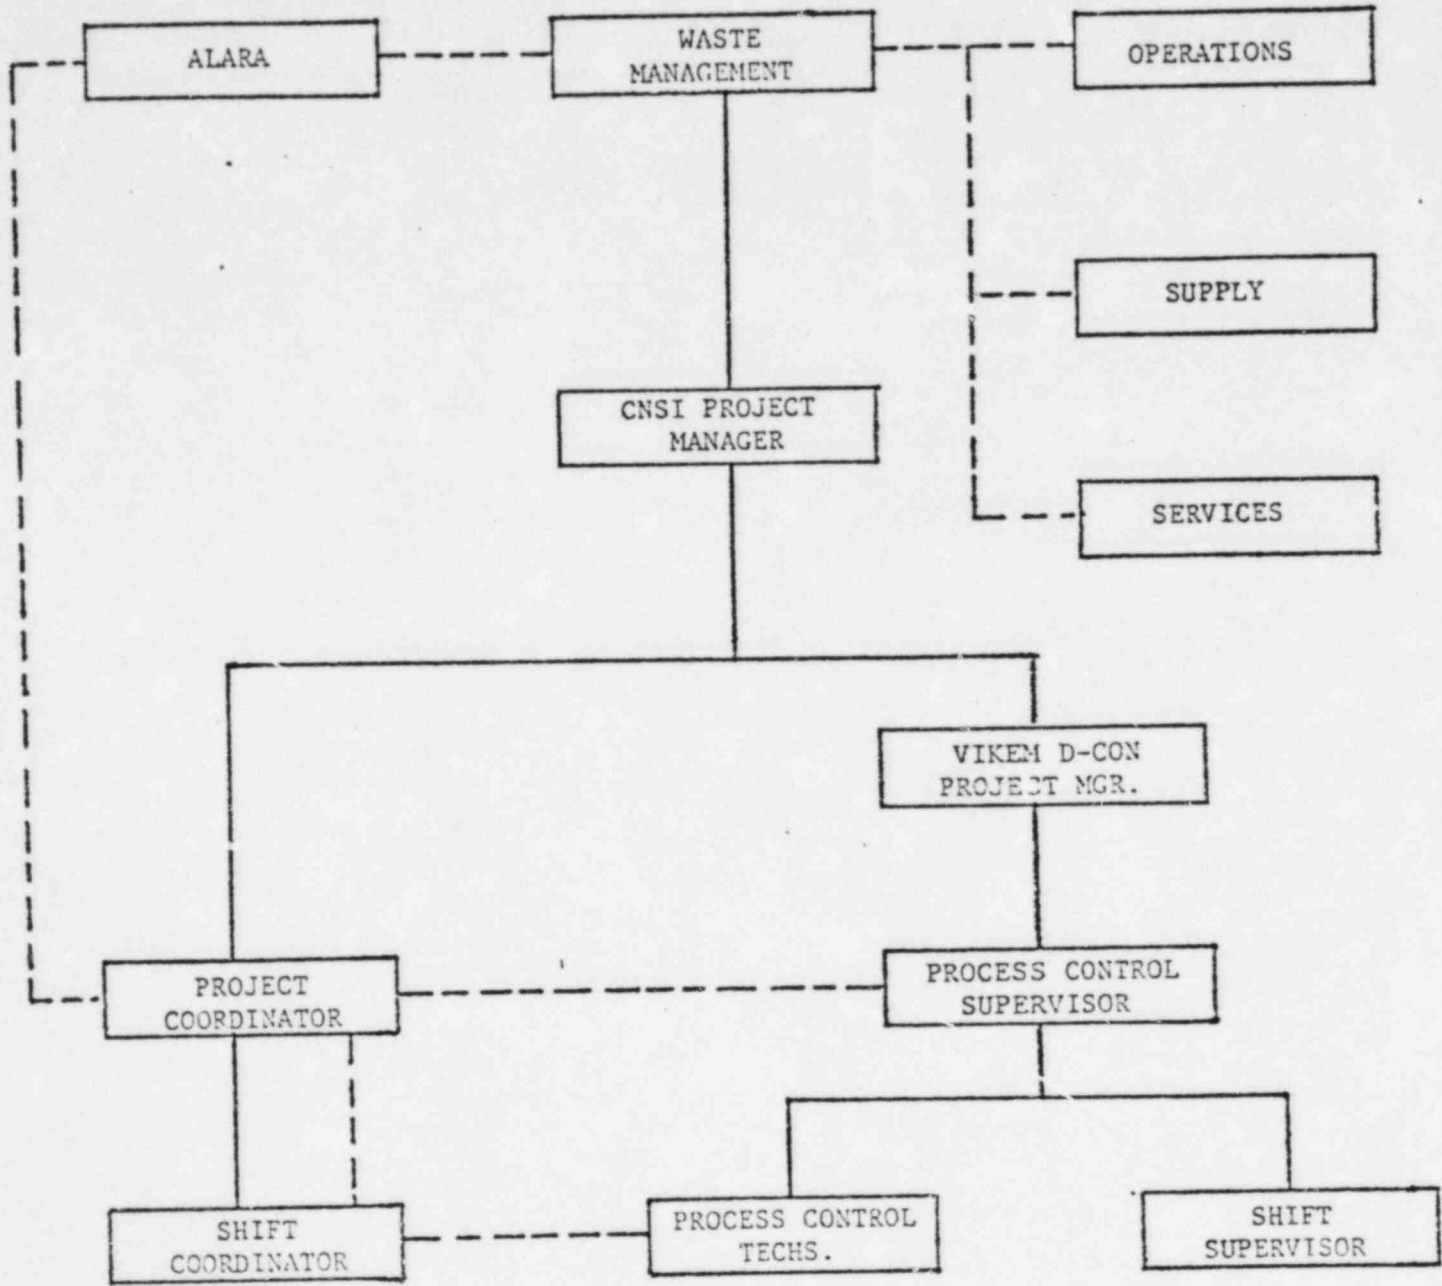 ALARA
WASTE
MANAGEMENT
OPERATIONS
SUPPLY
CNSI PROJECT
MANAGER
SERVICES
VIKEM D-CON
PROJECT MGR.
PROJECT
COORDINATOR
PROCESS CONTROL
SUPERVISOR
SHIFT
COORDINATOR
PROCESS CONTROL
TECHS.
SHIFT
SUPERVISOR